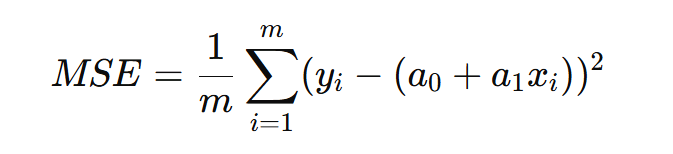 MSE = \frac{1}{m} \sum_{i=1}^{m} (y_i - (a_0 + a_1 x_i))^2